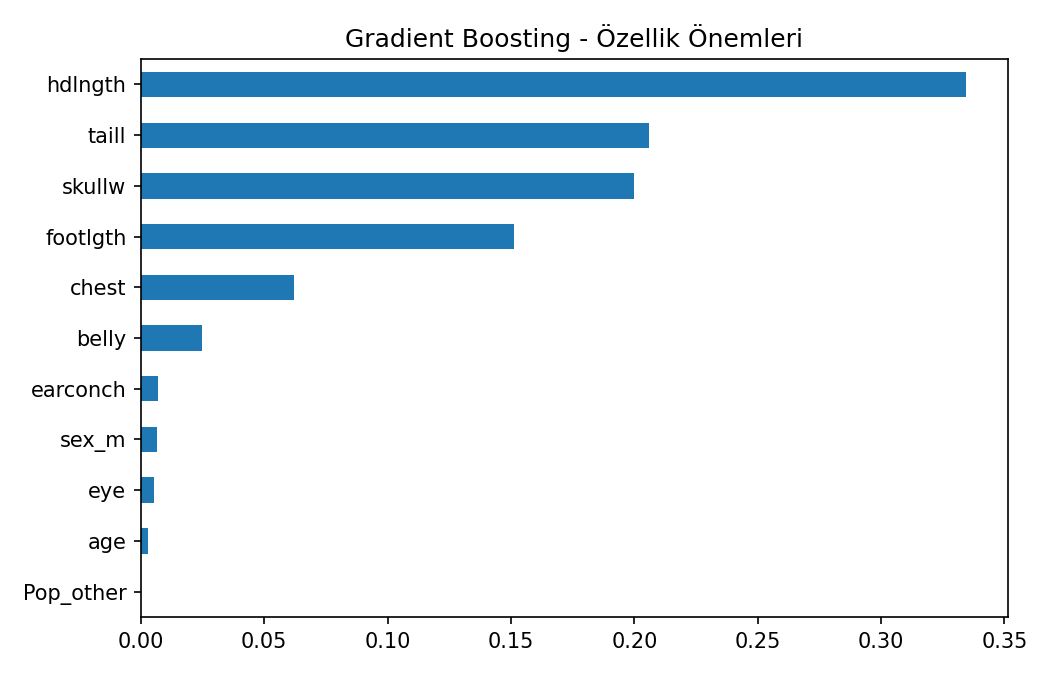 Gradient Boosting - Özellik Önemleri
hdlngth
taill
skullw
footlgth
chest
belly
earconch
sex_m
eye
age
Pop_other
0.00 0.05 0.10 0.15 0.20 0.25 0.30 0.35